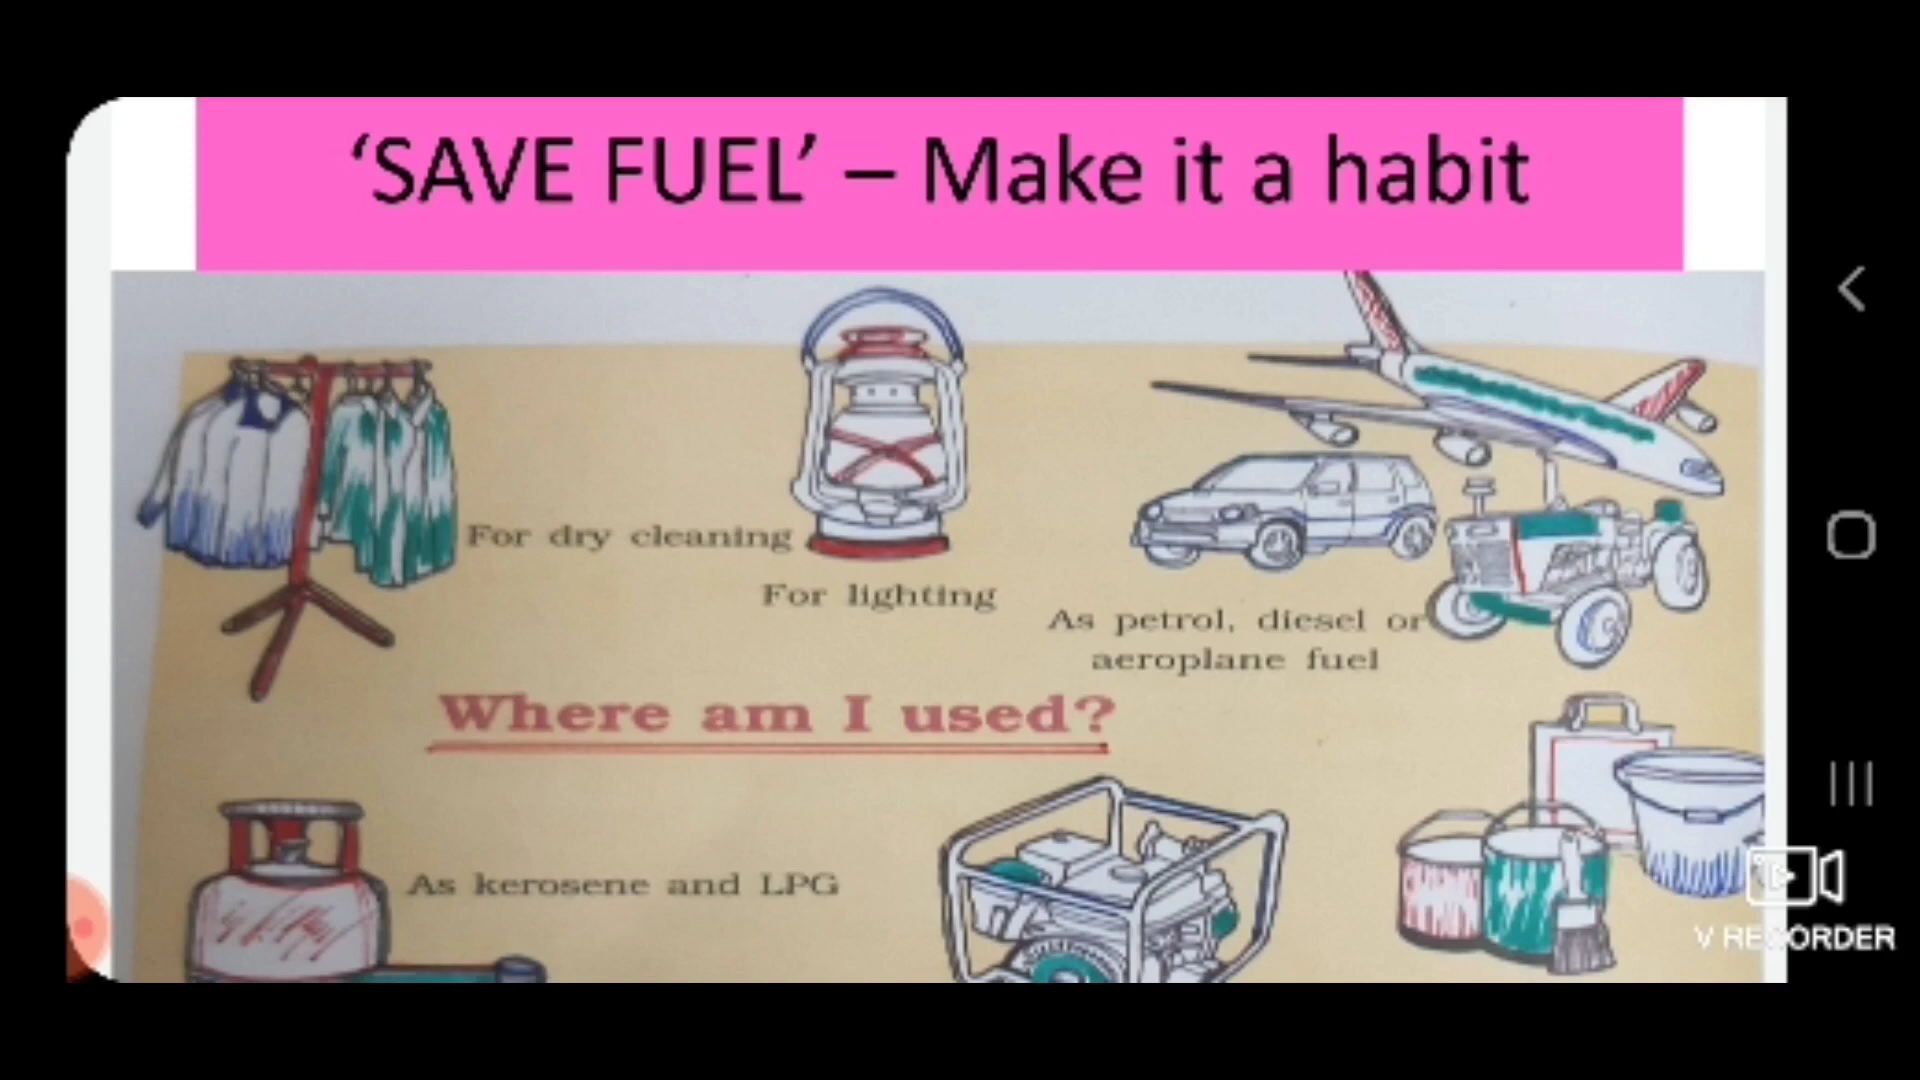 ‘SAVE FUEL’ – Make it a habit
For dry cleaning
For lighting
As petrol, diesel or
aeroplane fuel
Where am I used?
As kerosene and LPG
V RECORDER